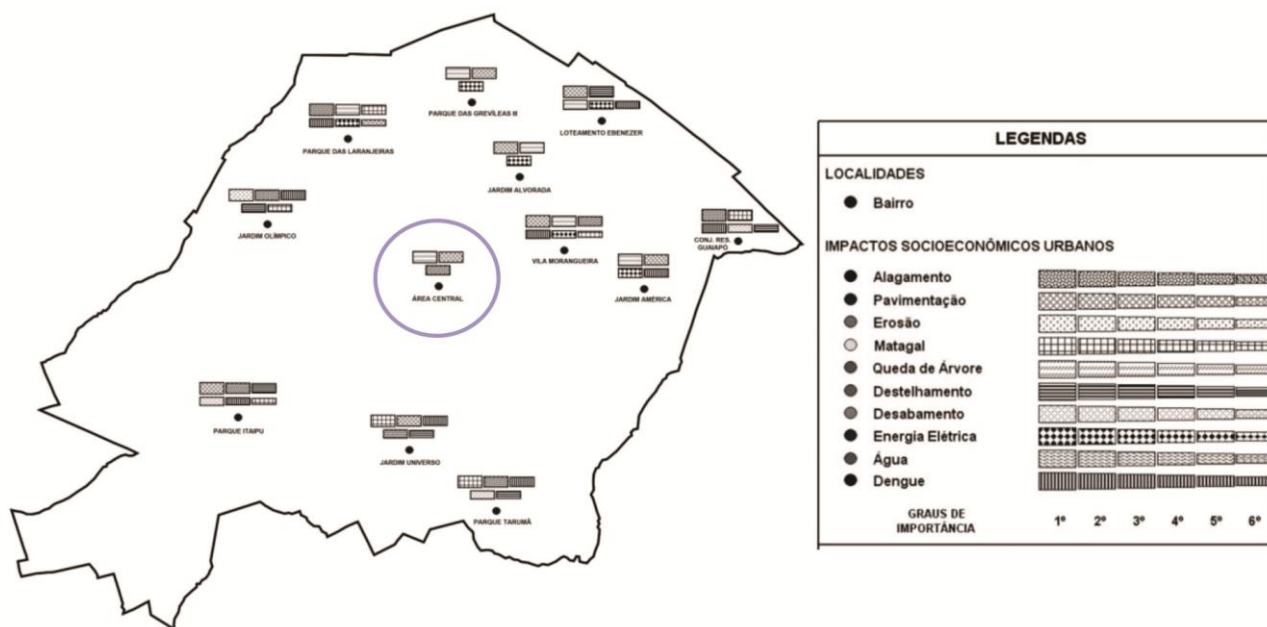 PARQUE DAS GREVÍLEAS III
LOTEAMENTO EBENEZER
PARQUE DAS LARANJEIRAS
JARDIM ALVORADA
JARDIM OLÍMPICO
VILA MORANGUEIRA
CONJ. RES.
GUAIAPÓ
ÁREA CENTRAL
JARDIM AMÉRICA
PARQUE ITAIPU
JARDIM UNIVERSO
PARQUE TARUMÃ
LEGENDAS
LOCALIDADES
Bairro
IMPACTOS SOCIOECONÔMICOS URBANOS
Alagamento
Pavimentação
Erosão
Matagal
Queda de Árvore
Destelhamento
Desabamento
Energia Elétrica
Água
Dengue
GRAUS DE
IMPORTÂNCIA
1º 2º 3º 4º 5º 6º